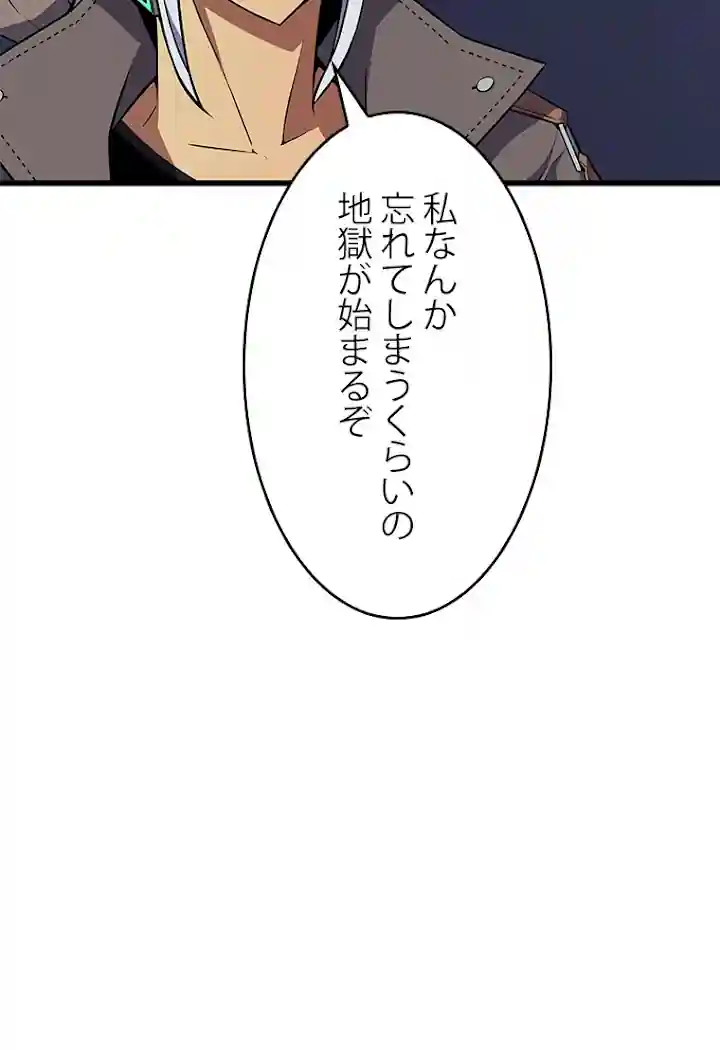 私なんか
忘れてしまうくらいの
地獄が始まるぞ